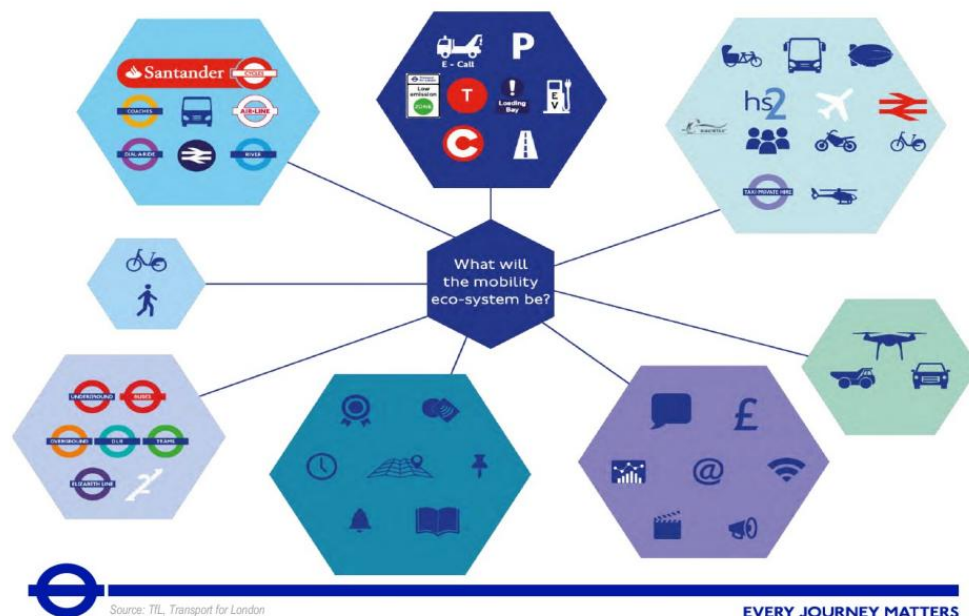 Santander
CYCLES
COACHES
AIR-LINE
DIAL-A-RIDE
RIVER
E - Call
P
Low
emission
ZONE
T
!
Loading
Bay
EV
C
hs2
TAXI PRIVATE HIRE
What will
the mobility
eco-system be?
UNDERGROUND
BUSES
OVERGROUND
DLR
TRAMS
ELIZABETH LINE
£
@
Source: TfL, Transport for London
EVERY JOURNEY MATTERS